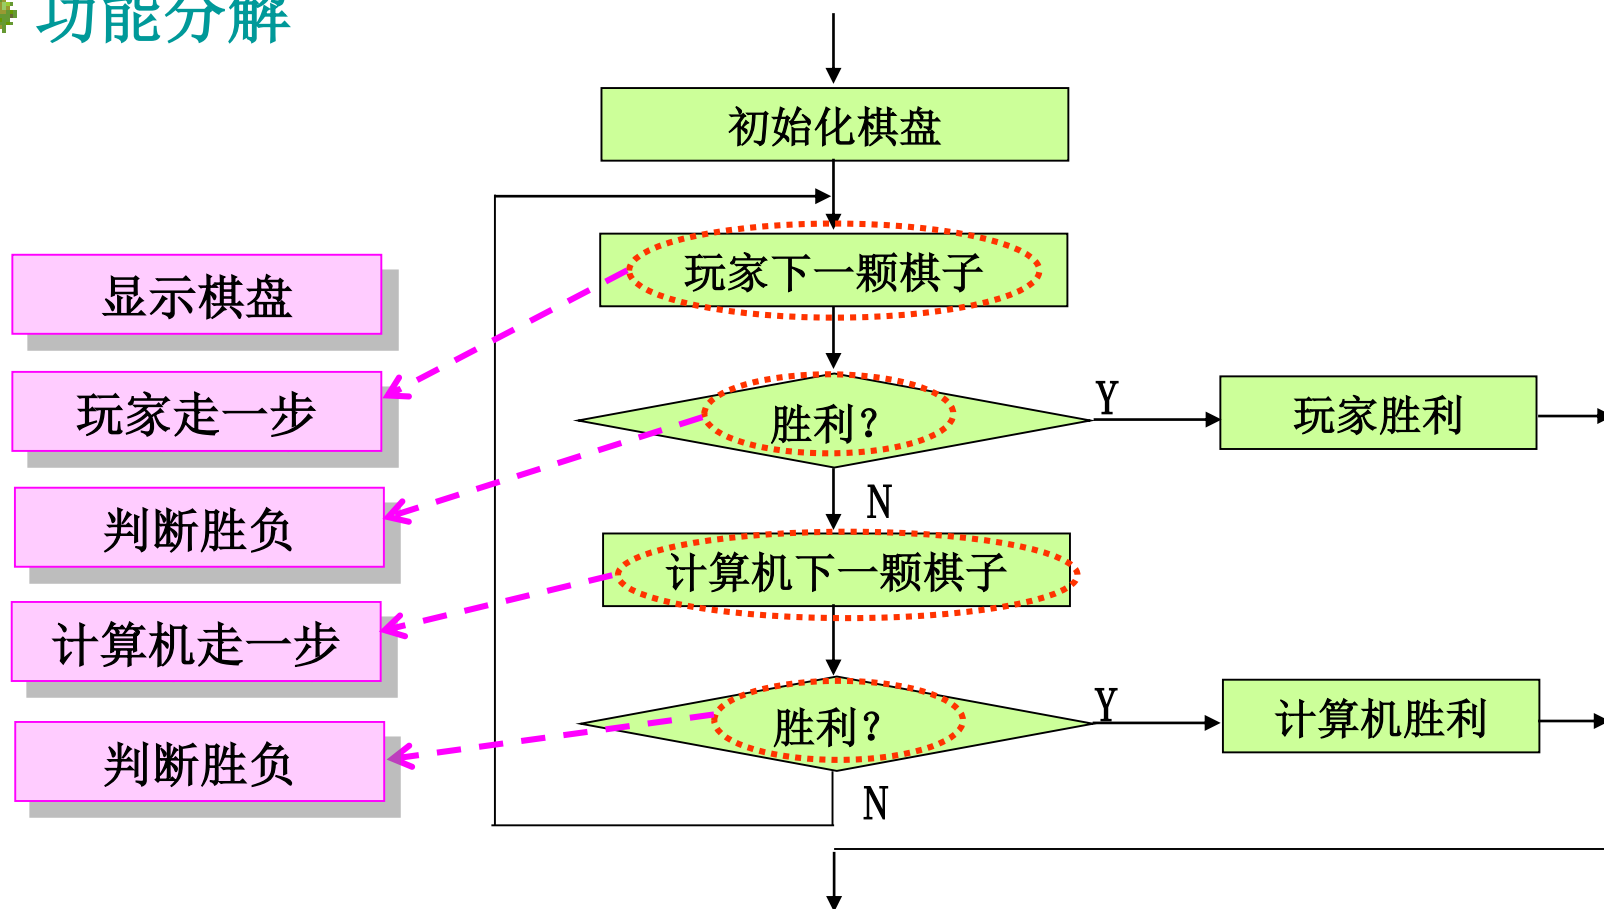 功能分解
初始化棋盘
玩家下一颗棋子
显示棋盘
玩家走一步
胜利？
Y
玩家胜利
N
判断胜负
计算机下一颗棋子
计算机走一步
胜利？
Y
计算机胜利
判断胜负
N